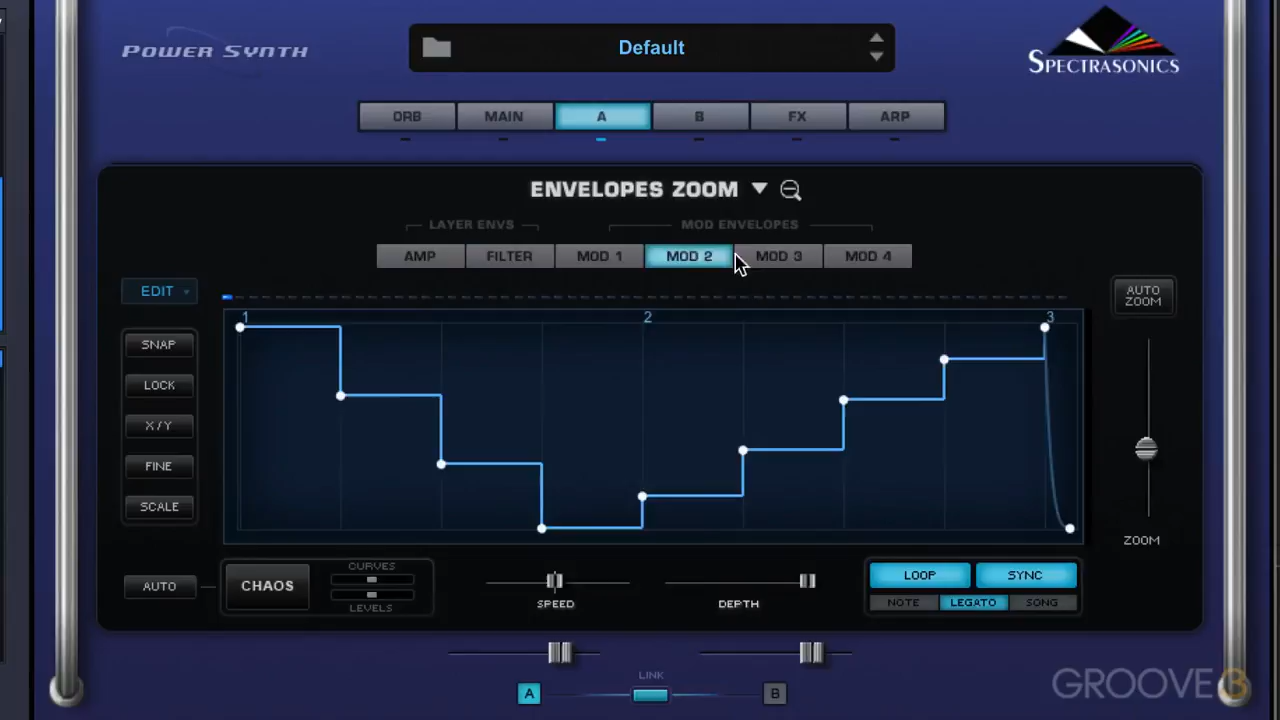 POWER SYNTH
Default
SPECTRASONICS
ORB MAIN A B FX ARP
ENVELOPES ZOOM
LAYER ENVS MOD ENVELOPES
AMP FILTER MOD 1 MOD 2 MOD 3 MOD 4
EDIT
AUTO
ZOOM
1 2 3
SNAP
LOCK
X/Y
FINE
SCALE
ZOOM
AUTO
CHAOS
CURVES
LEVELS
SPEED
DEPTH
LOOP SYNC
NOTE LEGATO SONG
LINK
A B
GROOVE3